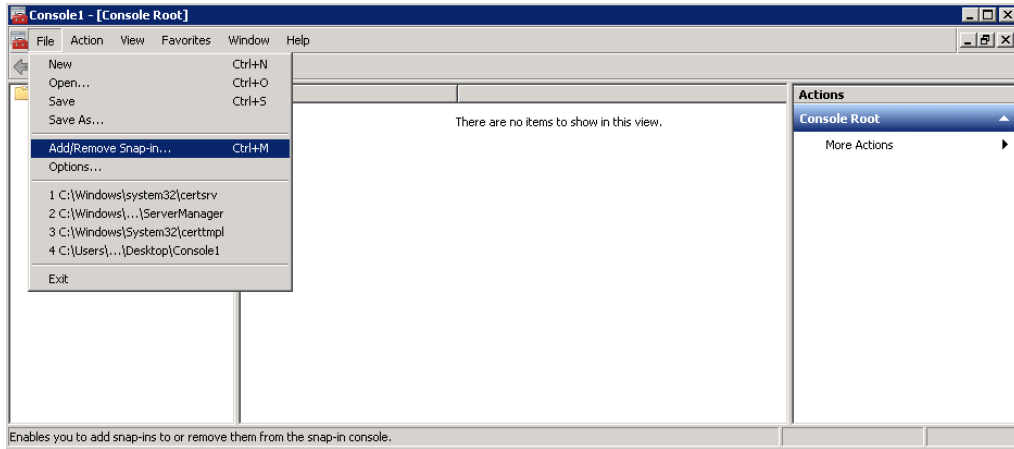 Console1 - [Console Root]
File Action View Favorites Window Help
New Ctrl+N
Open... Ctrl+O
Save Ctrl+S
Save As...
Add/Remove Snap-in... Ctrl+M
Options...
1 C:\Windows\system32\certsrv
2 C:\Windows\...\ServerManager
3 C:\Windows\System32\certtmpl
4 C:\Users\...\Desktop\Console1
Exit
There are no items to show in this view.
Actions
Console Root
More Actions
Enables you to add snap-ins to or remove them from the snap-in console.